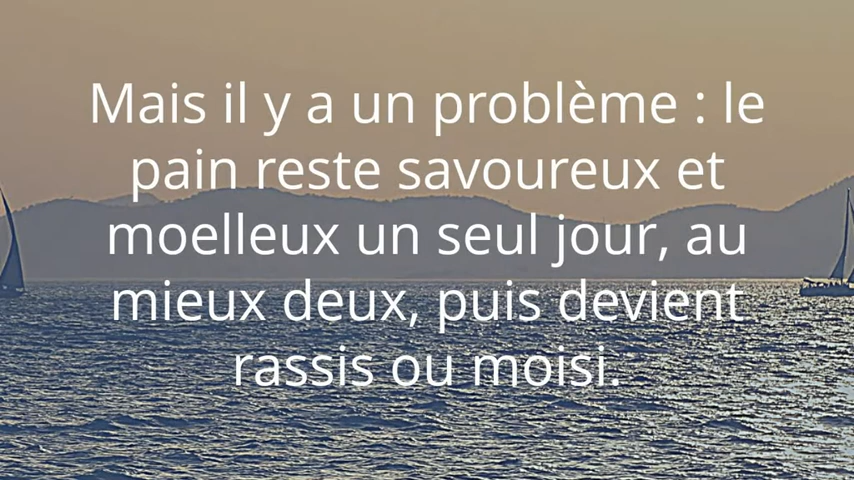 Mais il y a un problème : le
pain reste savoureux et
moelleux un seul jour, au
mieux deux, puis devient
rassis ou moisi.